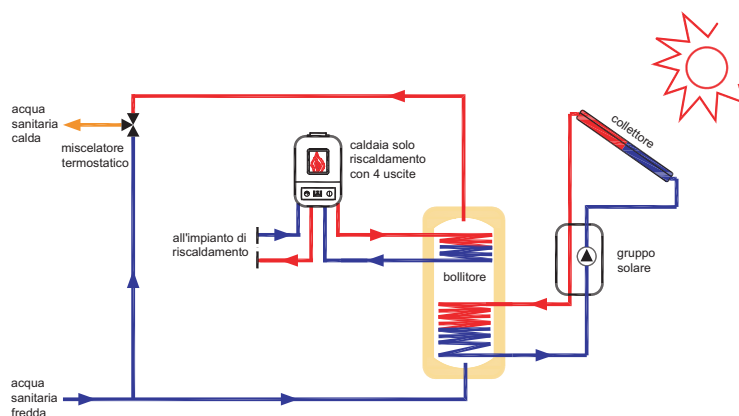 acqua
sanitaria
calda
miscelatore
termostatico
caldaia solo
riscaldamento
con 4 uscite
collettore
all'impianto di
riscaldamento
bollitore
gruppo
solare
acqua
sanitaria
fredda